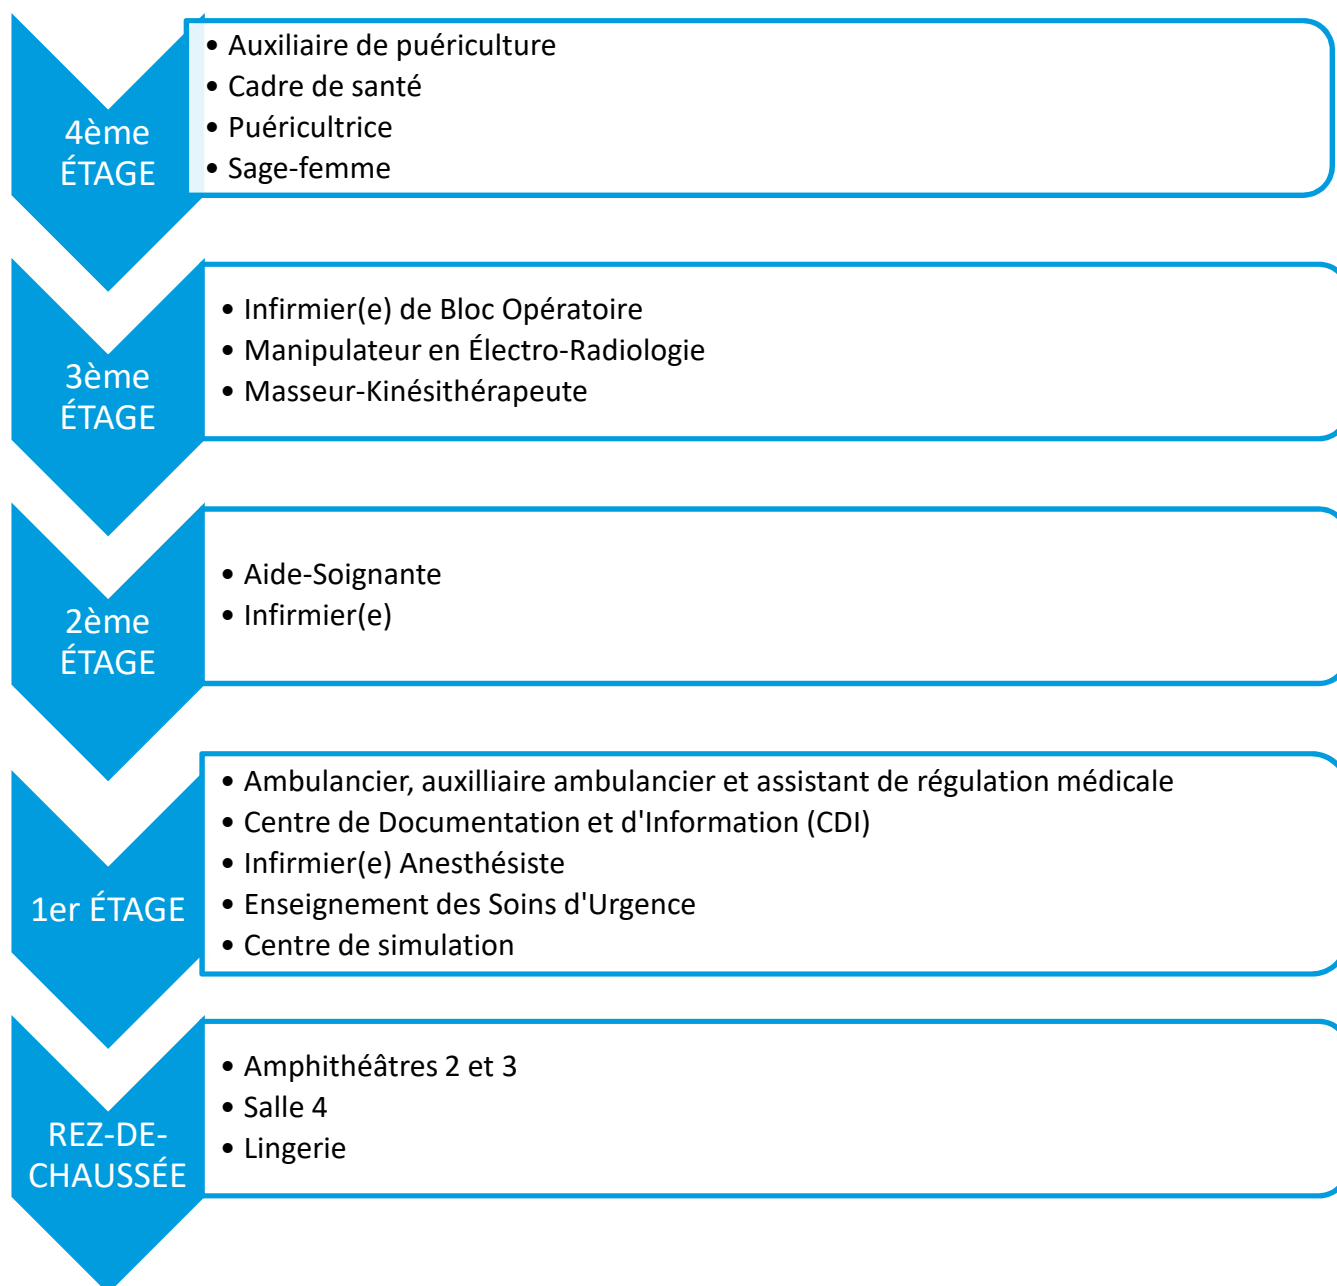 4ème
ÉTAGE
• Auxiliaire de puériculture
• Cadre de santé
• Puéricultrice
• Sage-femme
3ème
ÉTAGE
• Infirmier(e) de Bloc Opératoire
• Manipulateur en Électro-Radiologie
• Masseur-Kinésithérapeute
2ème
ÉTAGE
• Aide-Soignante
• Infirmier(e)
1er ÉTAGE
• Ambulancier, auxilliaire ambulancier et assistant de régulation médicale
• Centre de Documentation et d'Information (CDI)
• Infirmier(e) Anesthésiste
• Enseignement des Soins d'Urgence
• Centre de simulation
REZ-DE-
CHAUSSÉE
• Amphithéâtres 2 et 3
• Salle 4
• Lingerie